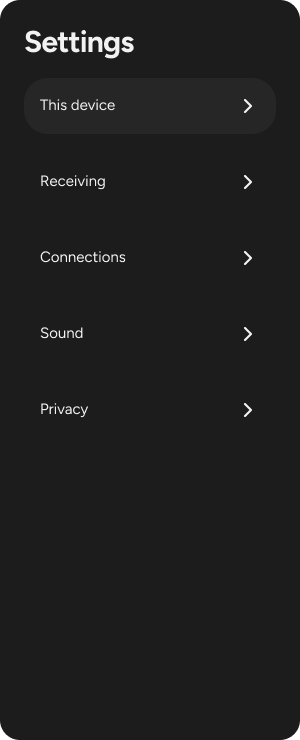 Settings
This device
Receiving
Connections
Sound
Privacy